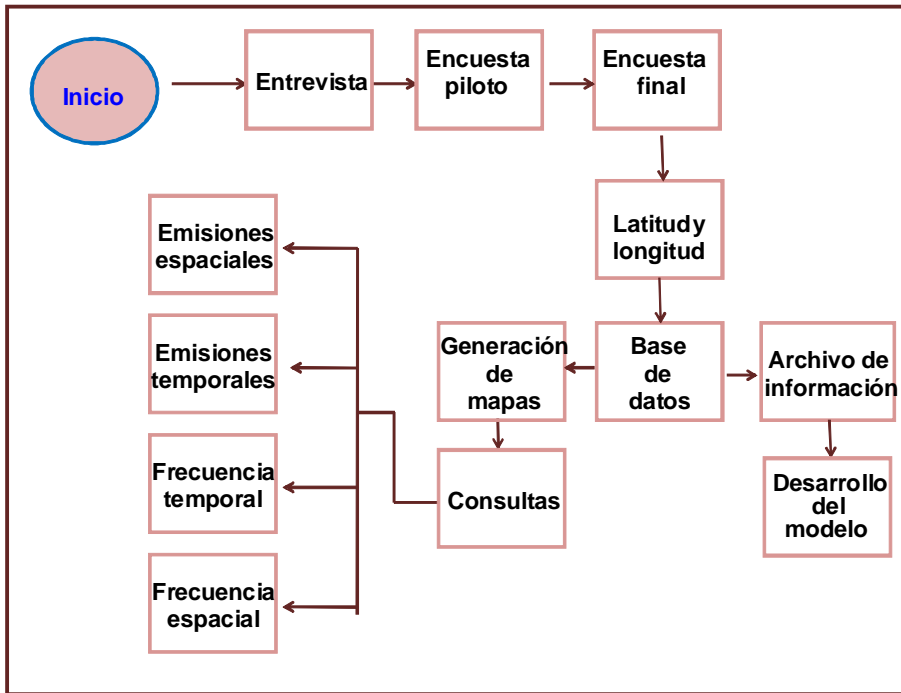 Inicio
Entrevista
Encuesta
piloto
Encuesta
final
Latitud y
longitud
Base
de
datos
Generación
de
mapas
Archivo de
información
Consultas
Desarrollo
del
modelo
Emisiones
espaciales
Emisiones
temporales
Frecuencia
temporal
Frecuencia
espacial